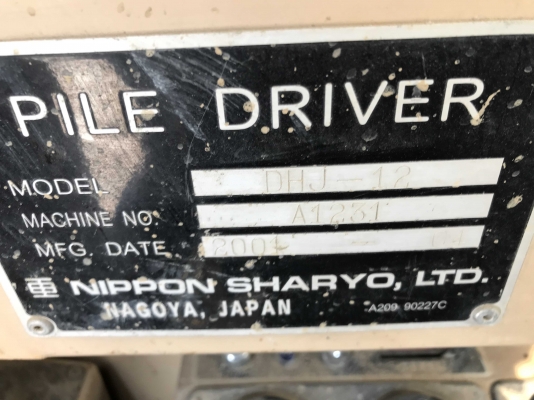 PILE DRIVER
MODEL DHJ-12
MACHINE NO. A1231
MFG DATE
NIPPON SHARYO, LTD.
NAGOYA, JAPAN A209 90227C